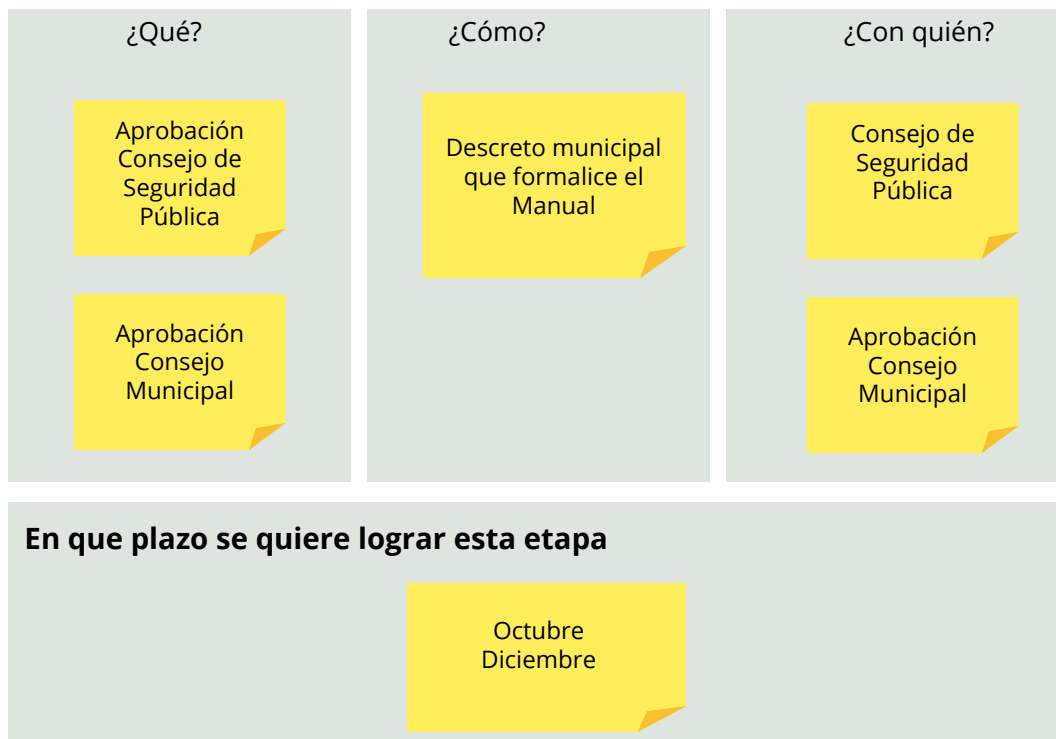 ¿Qué?
Aprobación
Consejo de
Seguridad
Pública
Aprobación
Consejo
Municipal
¿Cómo?
Descreto municipal
que formalice el
Manual
¿Con quién?
Consejo de
Seguridad
Pública
Aprobación
Consejo
Municipal
En que plazo se quiere lograr esta etapa
Octubre
Diciembre